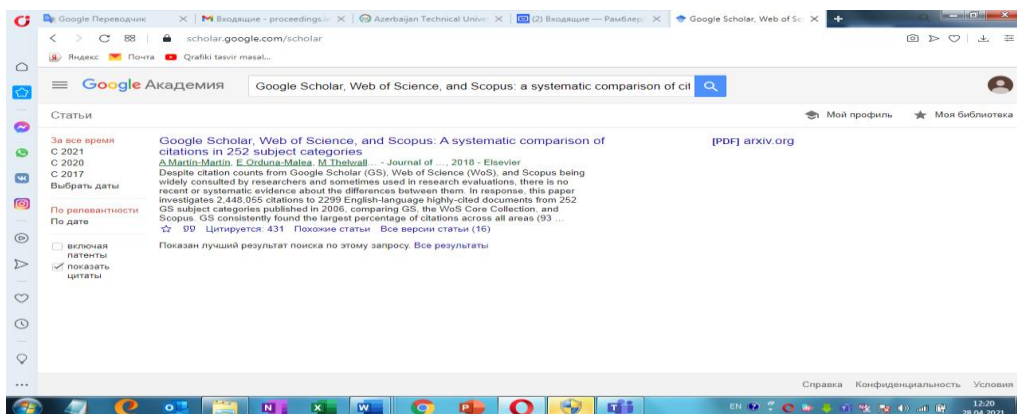 Google Переводчик
Входящие - proceedings.ir
Azerbaijan Technical Univer
(2) Входящие — Рамблер/
Google Scholar, Web of Sc
scholar.google.com/scholar
Яндекс Почта Qrafiki təsvir məsəl...
Google Академия
Google Scholar, Web of Science, and Scopus: a systematic comparison of cit
Статьи
Мой профиль
Моя библиотека
За все время
С 2021
С 2020
С 2017
Выбрать даты
По релевантности
По дате
включая
патенты
показать
цитаты
Google Scholar, Web of Science, and Scopus: A systematic comparison of
citations in 252 subject categories
A Martín-Martín, E Orduna-Malea, M Thelwall... - Journal of ..., 2018 - Elsevier
Despite citation counts from Google Scholar (GS), Web of Science (WoS), and Scopus being
widely consulted by researchers and sometimes used in research evaluations, there is no
recent or systematic evidence about the differences between them. In response, this paper
investigates 2,448,055 citations to 2299 English-language highly-cited documents from 252
GS subject categories published in 2006, comparing GS, the WoS Core Collection, and
Scopus. GS consistently found the largest percentage of citations across all areas (93 ...
Цитируется: 431 Похожие статьи Все версии статьи (16)
Показан лучший результат поиска по этому запросу. Все результаты
[PDF] arxiv.org
Справка Конфиденциальность Условия
EN
12:20
28.04.2021